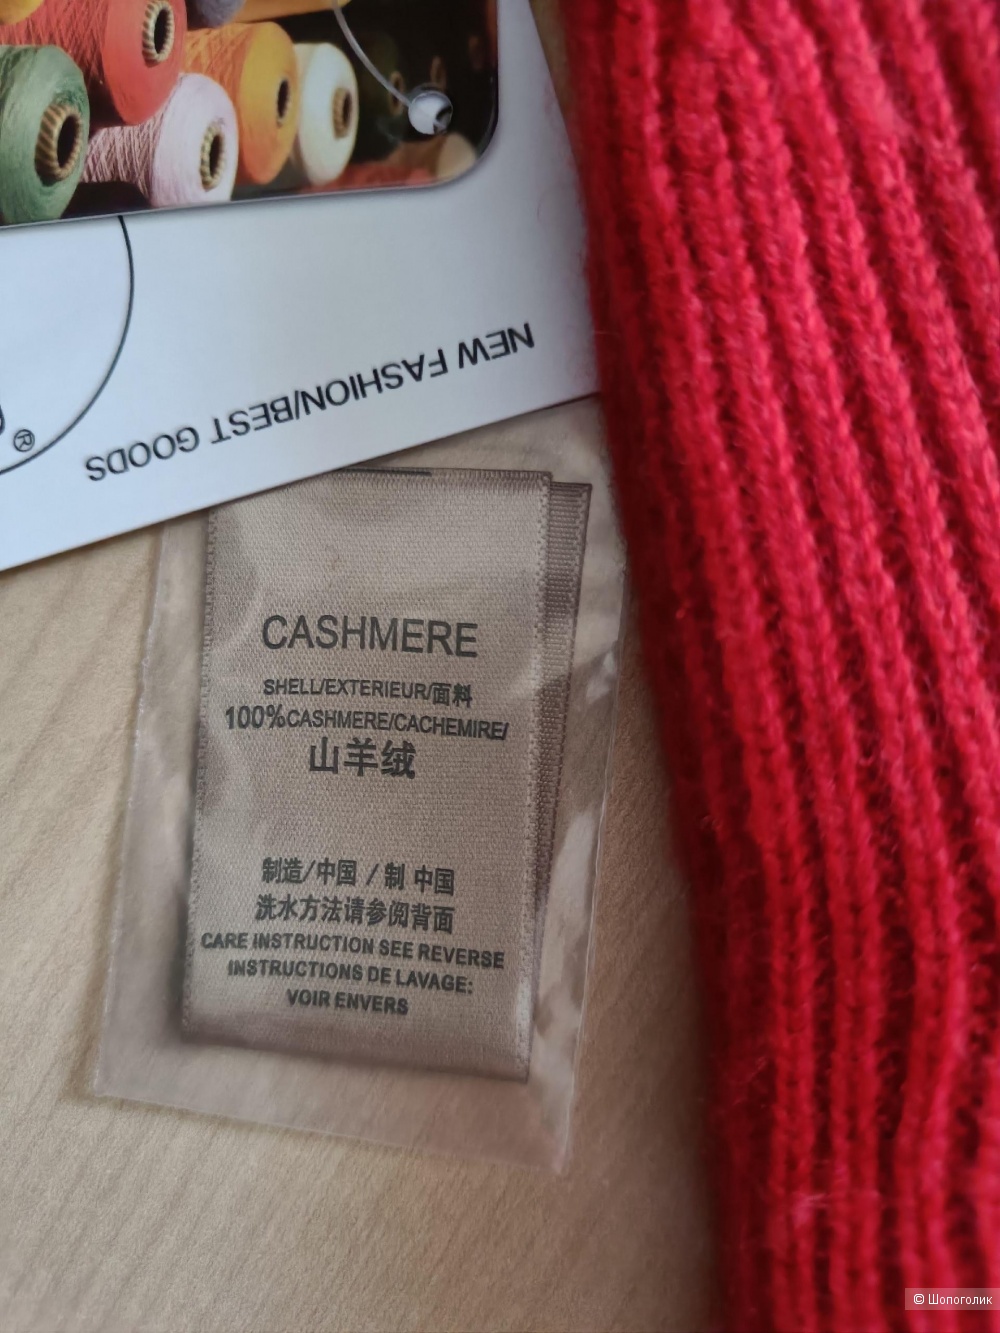 NEW FASHION/BEST GOODS
®
CASHMERE
SHELL/EXTERIEUR/面料
100%CASHMERE/CACHEMIRE/
山羊绒
制造/中国 / 制 中国
洗水方法请参阅背面
CARE INSTRUCTION SEE REVERSE
INSTRUCTIONS DE LAVAGE:
VOIR ENVERS
© Шопоголик